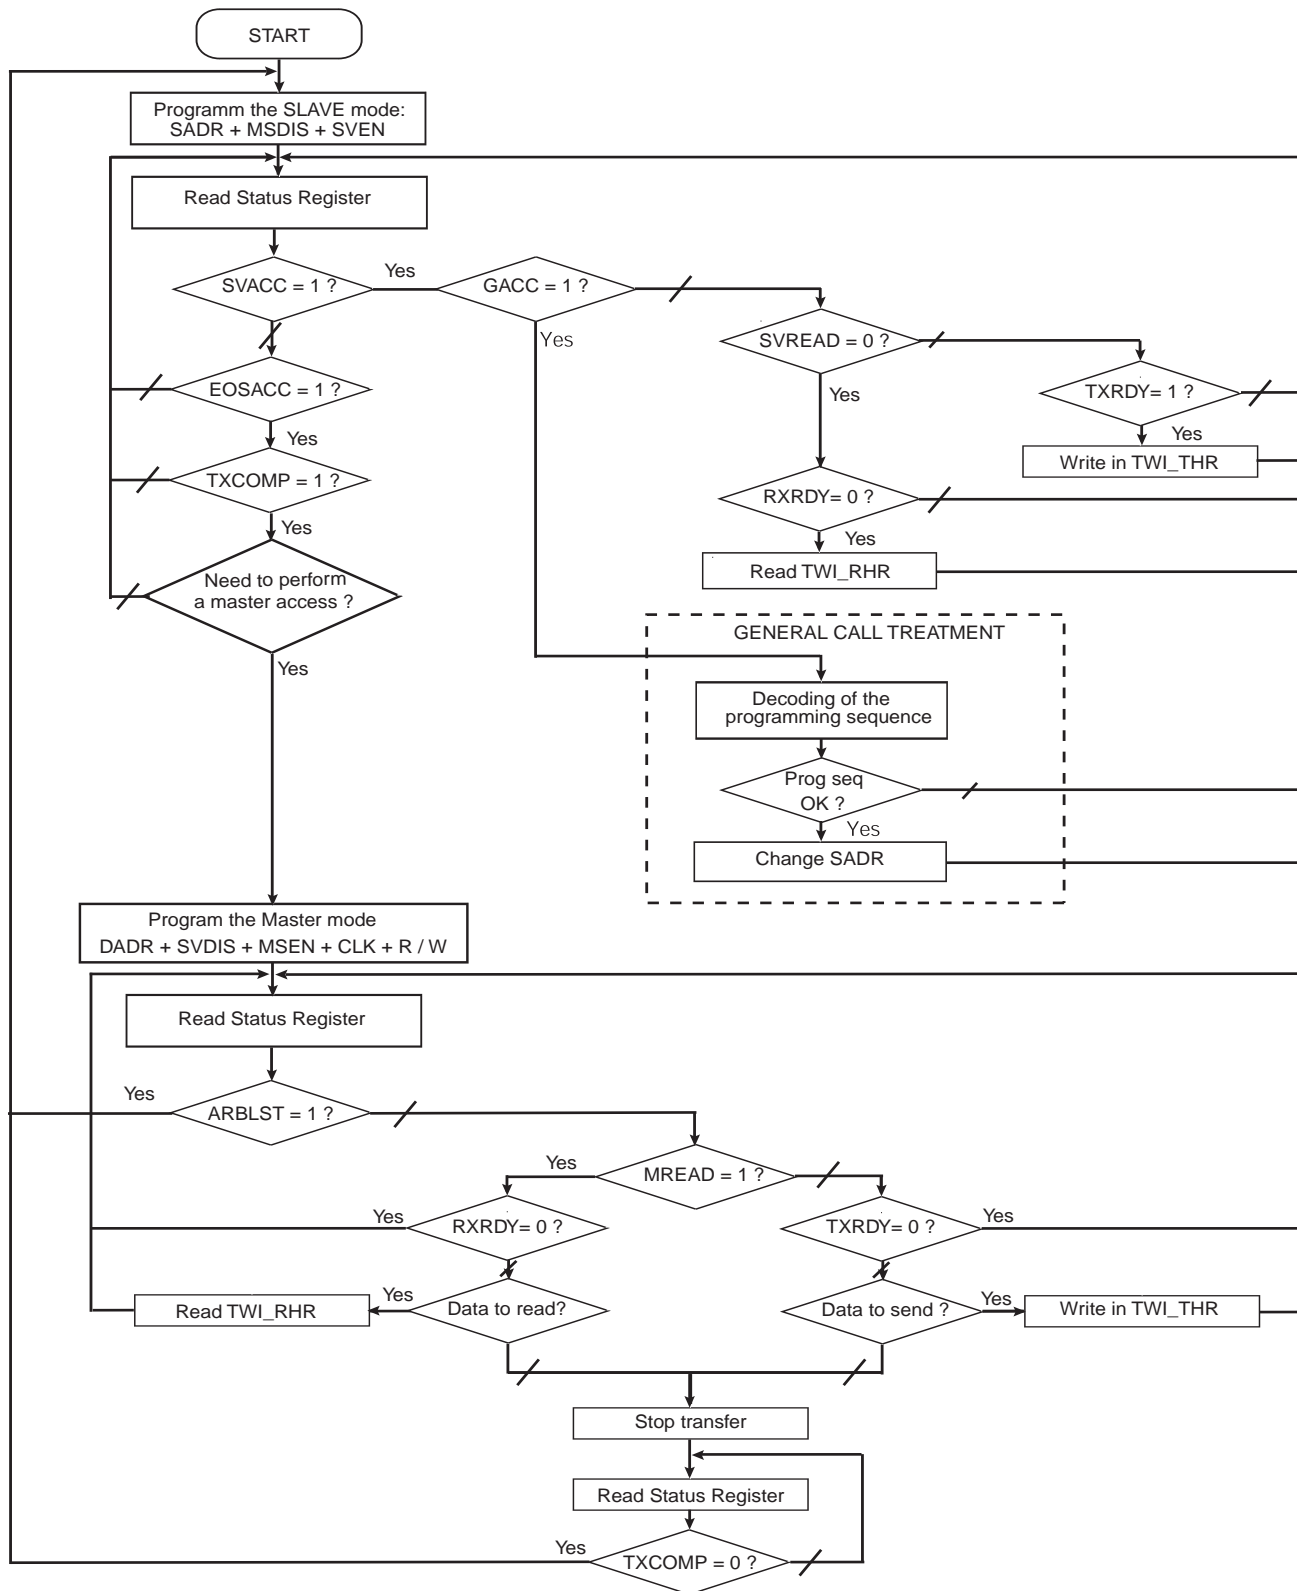 START
Programm the SLAVE mode:
SADR + MSDIS + SVEN
Read Status Register
SVACC = 1 ?
Yes
GACC = 1 ?
Yes
SVREAD = 0 ?
EOSACC = 1 ?
Yes
TXRDY= 1 ?
Yes
Yes
Write in TWI_THR
TXCOMP = 1 ?
RXRDY= 0 ?
Yes
Yes
Read TWI_RHR
Need to perform
a master access ?
Yes
GENERAL CALL TREATMENT
Decoding of the
programming sequence
Prog seq
OK ?
Yes
Change SADR
Program the Master mode
DADR + SVDIS + MSEN + CLK + R / W
Read Status Register
Yes
ARBLST = 1 ?
Yes
MREAD = 1 ?
Yes
RXRDY= 0 ?
TXRDY= 0 ?
Yes
Read TWI_RHR
Yes
Data to read?
Data to send ?
Yes
Write in TWI_THR
Stop transfer
Read Status Register
Yes
TXCOMP = 0 ?